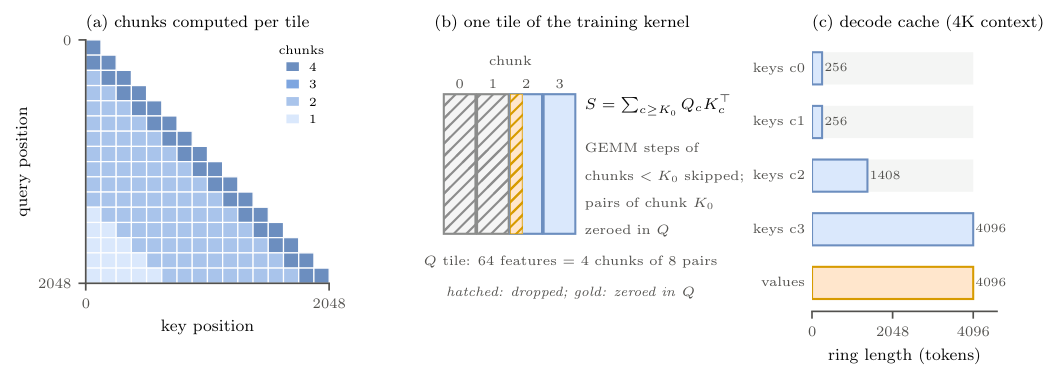 (a) chunks computed per tile
0
2048
query position
chunks
4
3
2
1
0
2048
key position
(b) one tile of the training kernel
chunk
0 1 2 3
S = ∑_{c≥K₀} Q_c K_c^⊤
GEMM steps of
chunks < K₀ skipped;
pairs of chunk K₀
zeroed in Q
Q tile: 64 features = 4 chunks of 8 pairs
hatched: dropped; gold: zeroed in Q
(c) decode cache (4K context)
keys c0 256
keys c1 256
keys c2 1408
keys c3 4096
values 4096
0 2048 4096
ring length (tokens)